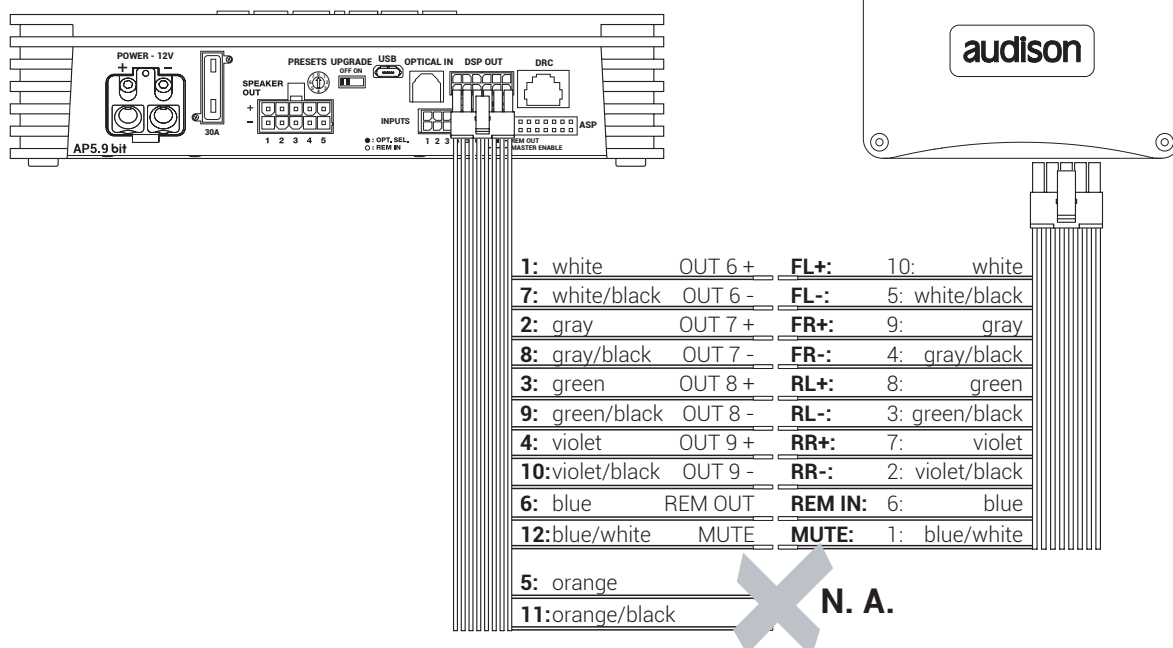 POWER - 12V
+ -
30A
SPEAKER OUT
+
-
1 2 3 4 5
PRESETS UPGRADE USB OPTICAL IN DSP OUT DRC
OFF ON
INPUTS
ASP
● : OPT. SEL.
○ : REM IN
1 2 3
REM OUT
MASTER ENABLE
AP5.9 bit
audison
1: white OUT 6 + FL+: 10: white
7: white/black OUT 6 - FL-: 5: white/black
2: gray OUT 7 + FR+: 9: gray
8: gray/black OUT 7 - FR-: 4: gray/black
3: green OUT 8 + RL+: 8: green
9: green/black OUT 8 - RL-: 3: green/black
4: violet OUT 9 + RR+: 7: violet
10: violet/black OUT 9 - RR-: 2: violet/black
6: blue REM OUT REM IN: 6: blue
12: blue/white MUTE MUTE: 1: blue/white
5: orange
11: orange/black
N. A.